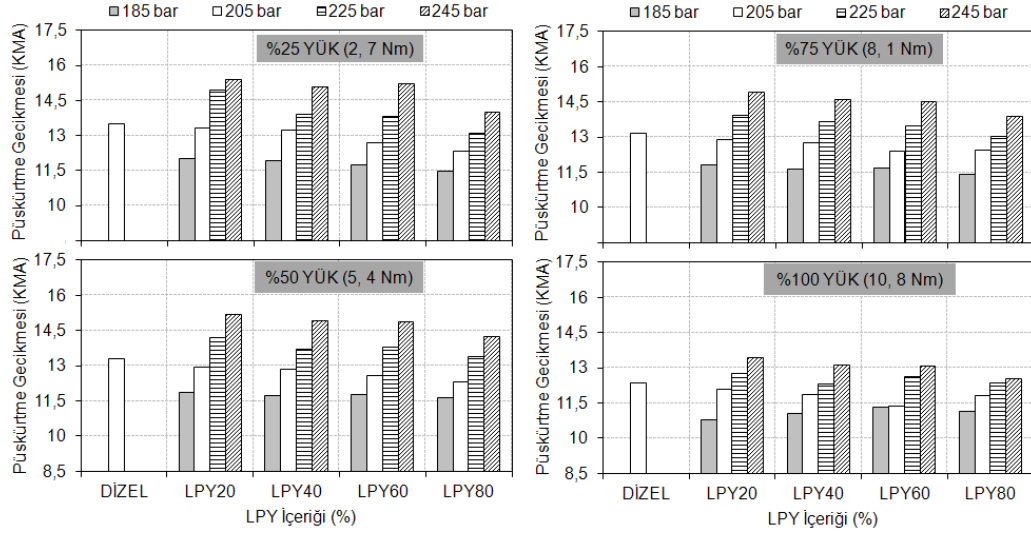 185 bar 205 bar 225 bar 245 bar
Püskürtme Gecikmesi (KMA)
17,5
16
14,5
13
11,5
10
%25 YÜK (2, 7 Nm)
Püskürtme Gecikmesi (KMA)
17,5
16
14,5
13
11,5
10
8,5
%50 YÜK (5, 4 Nm)
DİZEL LPY20 LPY40 LPY60 LPY80
LPY İçeriği (%)
185 bar 205 bar 225 bar 245 bar
Püskürtme Gecikmesi (KMA)
17,5
16
14,5
13
11,5
10
%75 YÜK (8, 1 Nm)
Püskürtme Gecikmesi (KMA)
17,5
16
14,5
13
11,5
10
8,5
%100 YÜK (10, 8 Nm)
DİZEL LPY20 LPY40 LPY60 LPY80
LPY İçeriği (%)